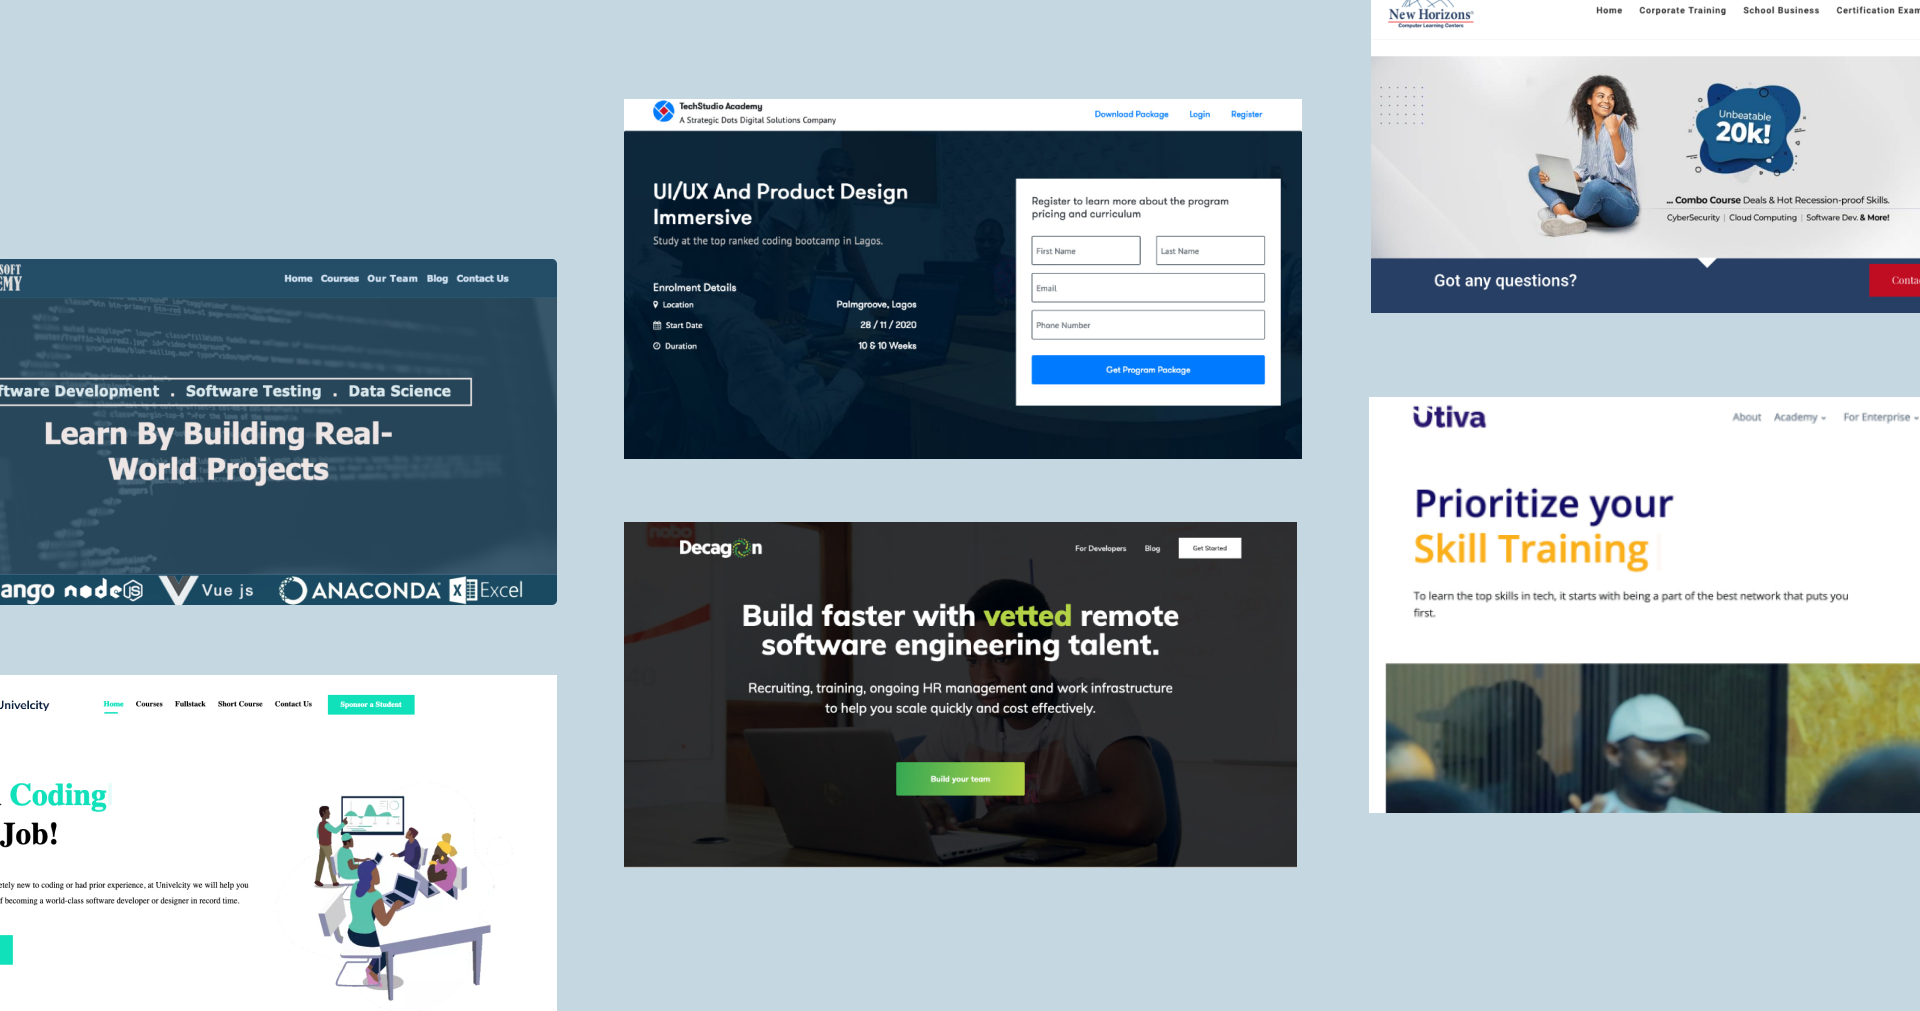 SOFT
EMY
Home Courses Our Team Blog Contact Us
ftware Development . Software Testing . Data Science
Learn By Building Real-
World Projects
ango node JS Vue js ANACONDA X Excel
Univelcity
Home Courses Fullstack Short Course Contact Us Sponsor a Student
Coding
Job!
etely new to coding or had prior experience, at Univelcity we will help you
f becoming a world-class software developer or designer in record time.
TechStudio Academy
A Strategic Dots Digital Solutions Company
Download Package Login Register
UI/UX And Product Design
Immersive
Study at the top ranked coding bootcamp in Lagos.
Enrolment Details
Location Palmgroove, Lagos
Start Date 28 / 11 / 2020
Duration 10 & 10 Weeks
Register to learn more about the program
pricing and curriculum
First Name Last Name
Email
Phone Number
Get Program Package
nabo
Decagon
For Developers Blog Get Started
Build faster with vetted remote
software engineering talent.
Recruiting, training, ongoing HR management and work infrastructure
to help you scale quickly and cost effectively.
Build your team
New Horizons®
Computer Learning Centers
Home Corporate Training School Business Certification Exam
Unbeatable
20k!
... Combo Course Deals & Hot Recession-proof Skills.
CyberSecurity | Cloud Computing | Software Dev. & More!
Got any questions?
Conta
Utiva
About Academy For Enterprise
Prioritize your
Skill Training
To learn the top skills in tech, it starts with being a part of the best network that puts you
first.